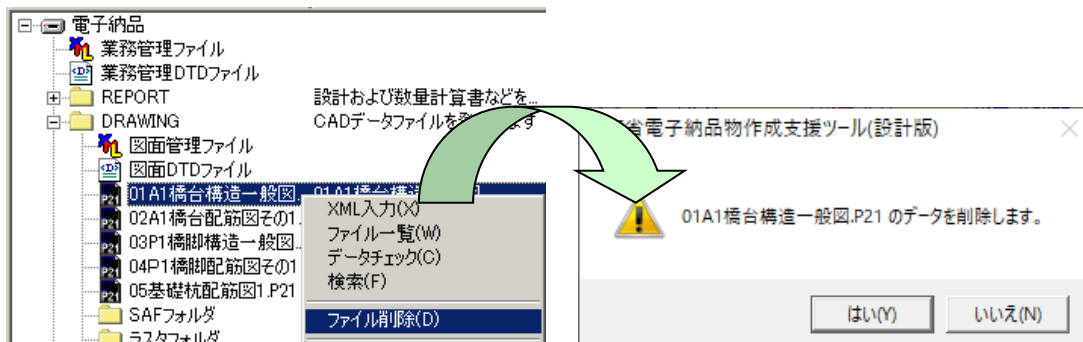 電子納品
業務管理ファイル
業務管理DTDファイル
REPORT 設計および数量計算書などを...
DRAWING CADデータファイルを
図面管理ファイル
図面DTDファイル
01A1橋台構造一般図.
02A1橋台配筋図その1.
03P1橋脚構造一般図.
04P1橋脚配筋図その1
05基礎杭配筋図1.P21
SAFフォルダ
ラスタフォルダ
XML入力(X)
ファイル一覧(W)
データチェック(C)
検索(F)
ファイル削除(D)
省電子納品物作成支援ツール(設計版)
01A1橋台構造一般図.P21 のデータを削除します。
はい(Y) いいえ(N)